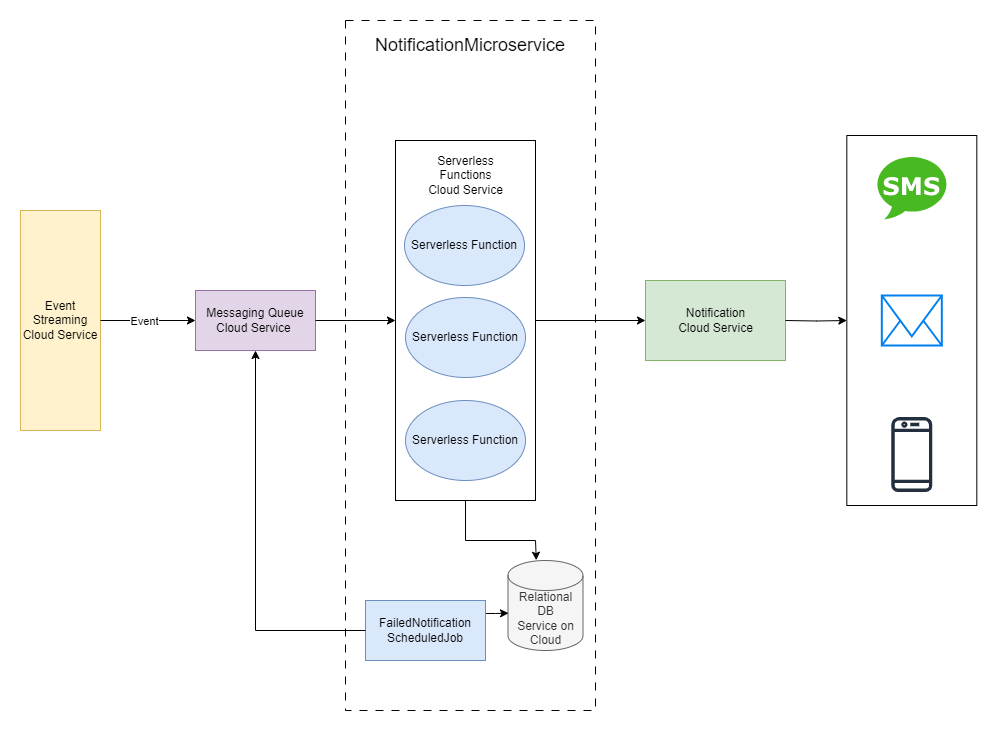 NotificationMicroservice
Serverless
Functions
Cloud Service
SMS
Serverless Function
Event
Streaming
Cloud Service
Event
Messaging Queue
Cloud Service
Serverless Function
Notification
Cloud Service
Serverless Function
Relational
DB
Service on
Cloud
FailedNotification
ScheduledJob